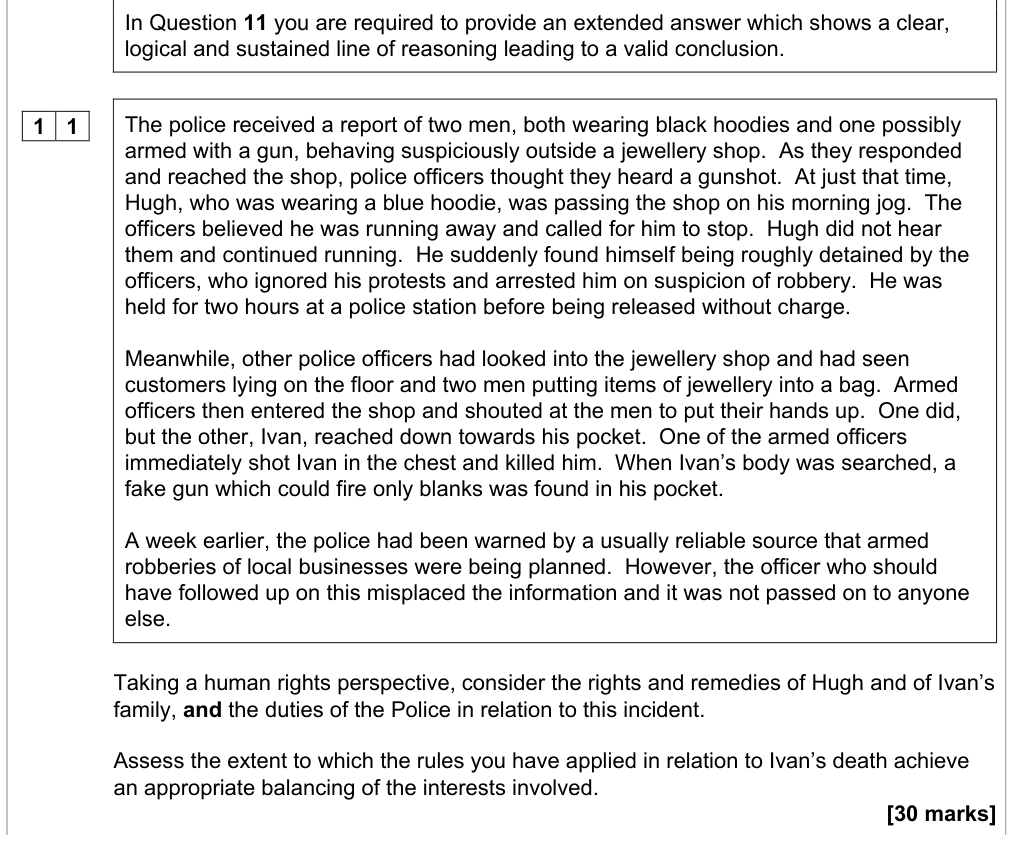 In Question 11 you are required to provide an extended answer which shows a clear,
logical and sustained line of reasoning leading to a valid conclusion.
1 1
The police received a report of two men, both wearing black hoodies and one possibly
armed with a gun, behaving suspiciously outside a jewellery shop. As they responded
and reached the shop, police officers thought they heard a gunshot. At just that time,
Hugh, who was wearing a blue hoodie, was passing the shop on his morning jog. The
officers believed he was running away and called for him to stop. Hugh did not hear
them and continued running. He suddenly found himself being roughly detained by the
officers, who ignored his protests and arrested him on suspicion of robbery. He was
held for two hours at a police station before being released without charge.
Meanwhile, other police officers had looked into the jewellery shop and had seen
customers lying on the floor and two men putting items of jewellery into a bag. Armed
officers then entered the shop and shouted at the men to put their hands up. One did,
but the other, Ivan, reached down towards his pocket. One of the armed officers
immediately shot Ivan in the chest and killed him. When Ivan's body was searched, a
fake gun which could fire only blanks was found in his pocket.
A week earlier, the police had been warned by a usually reliable source that armed
robberies of local businesses were being planned. However, the officer who should
have followed up on this misplaced the information and it was not passed on to anyone
else.
Taking a human rights perspective, consider the rights and remedies of Hugh and of Ivan's
family, and the duties of the Police in relation to this incident.
Assess the extent to which the rules you have applied in relation to Ivan's death achieve
an appropriate balancing of the interests involved.
[30 marks]